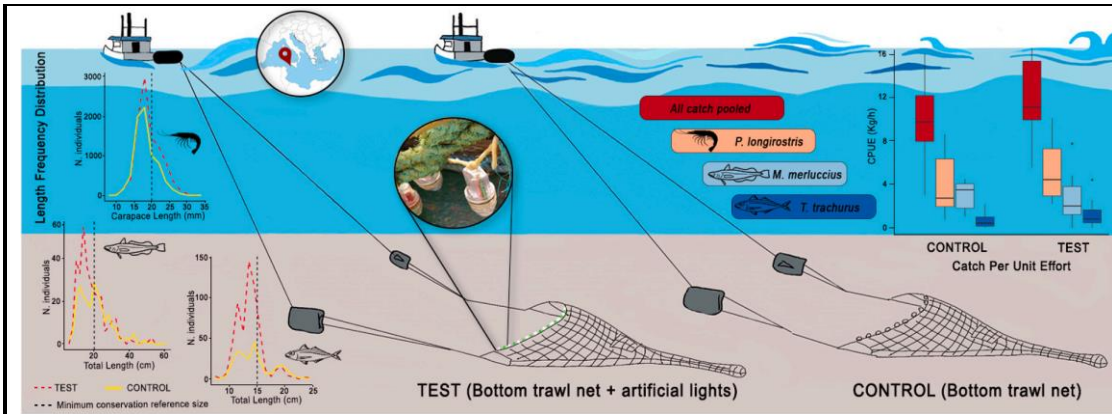 Length Frequency Distribution
N. individuals
3000
2000
1000
0
10 15 20 25 30 35
Carapace Length (mm)
N. individuals
60
40
20
0
0 20 40 60
Total Length (cm)
N. individuals
150
100
50
0
10 15 20 25
Total Length (cm)
TEST CONTROL
Minimum conservation reference size
All catch pooled
P. longirostris
M. merluccius
T. trachurus
CPUE (Kg/h)
16
12
8
4
0
CONTROL TEST
Catch Per Unit Effort
TEST (Bottom trawl net + artificial lights)
CONTROL (Bottom trawl net)